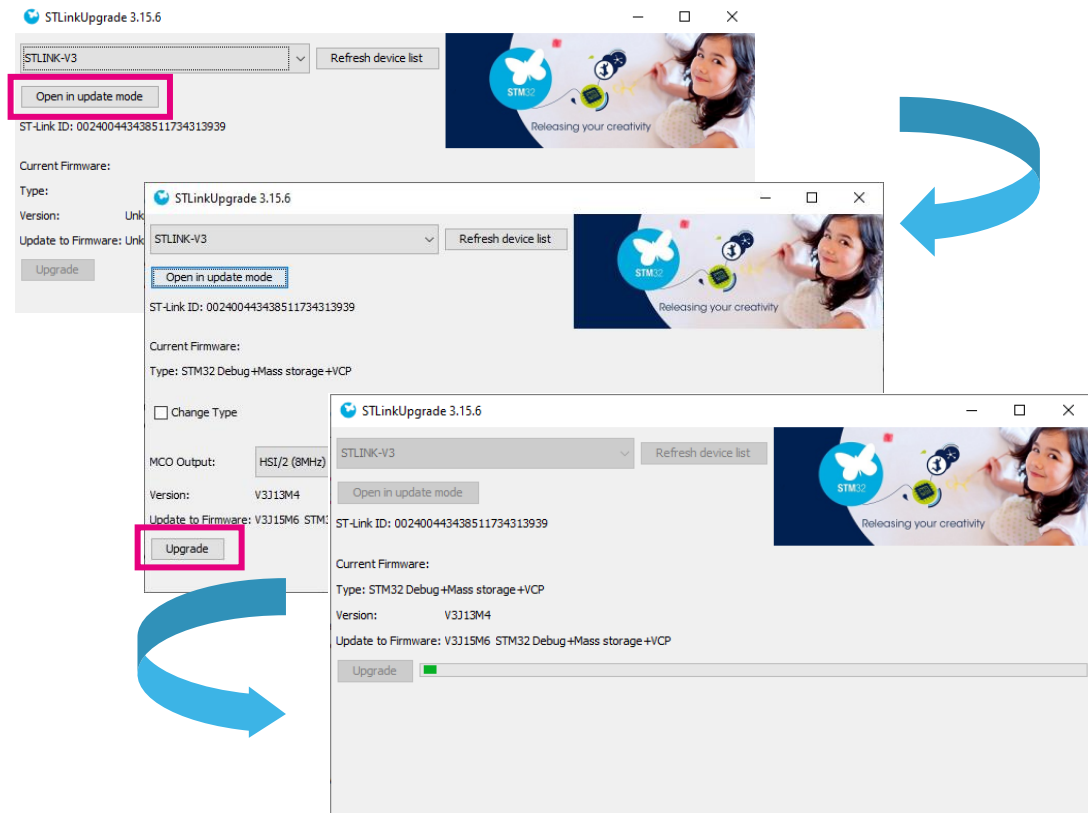 STLinkUpgrade 3.15.6
STLINK-V3
Refresh device list
Open in update mode
ST-Link ID: 002400443438511734313939
Current Firmware:
Type:
Version: Unk
Update to Firmware: Unk
Upgrade
STM32
Releasing your creativity
STLinkUpgrade 3.15.6
STLINK-V3
Refresh device list
Open in update mode
ST-Link ID: 002400443438511734313939
Current Firmware:
Type: STM32 Debug+Mass storage+VCP
Change Type
MCO Output: HSI/2 (8MHz)
Version: V3J13M4
Update to Firmware: V3J15M6 STM3
Upgrade
STM32
Releasing your creativity
STLinkUpgrade 3.15.6
STLINK-V3
Refresh device list
Open in update mode
ST-Link ID: 002400443438511734313939
Current Firmware:
Type: STM32 Debug+Mass storage+VCP
Version: V3J13M4
Update to Firmware: V3J15M6 STM32 Debug+Mass storage+VCP
Upgrade
STM32
Releasing your creativity